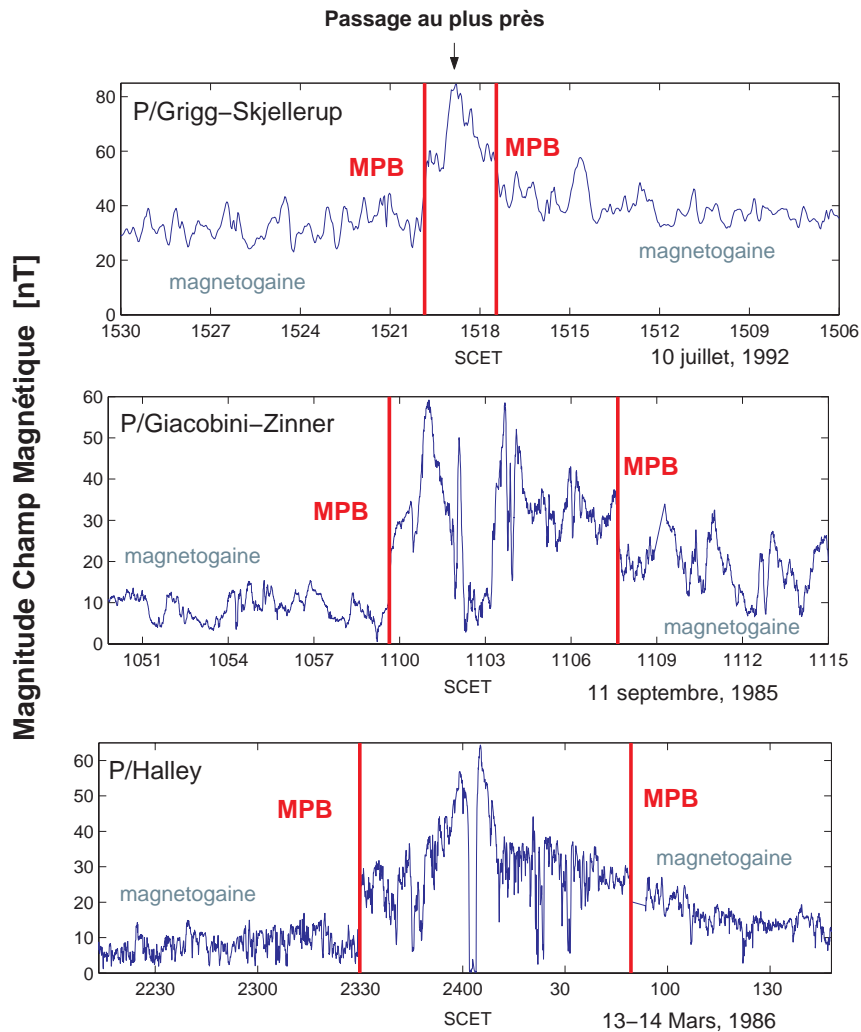 Passage au plus près
Magnitude Champ Magnétique [nT]
P/Grigg–Skjellerup
MPB
MPB
magnetogaine
magnetogaine
80
60
40
20
0
1530 1527 1524 1521 1518 1515 1512 1509 1506
SCET
10 juillet, 1992
P/Giacobini–Zinner
MPB
MPB
magnetogaine
magnetogaine
60
50
40
30
20
10
0
1051 1054 1057 1100 1103 1106 1109 1112 1115
SCET
11 septembre, 1985
P/Halley
MPB
MPB
magnetogaine
magnetogaine
60
50
40
30
20
10
0
2230 2300 2330 2400 30 100 130
SCET
13–14 Mars, 1986